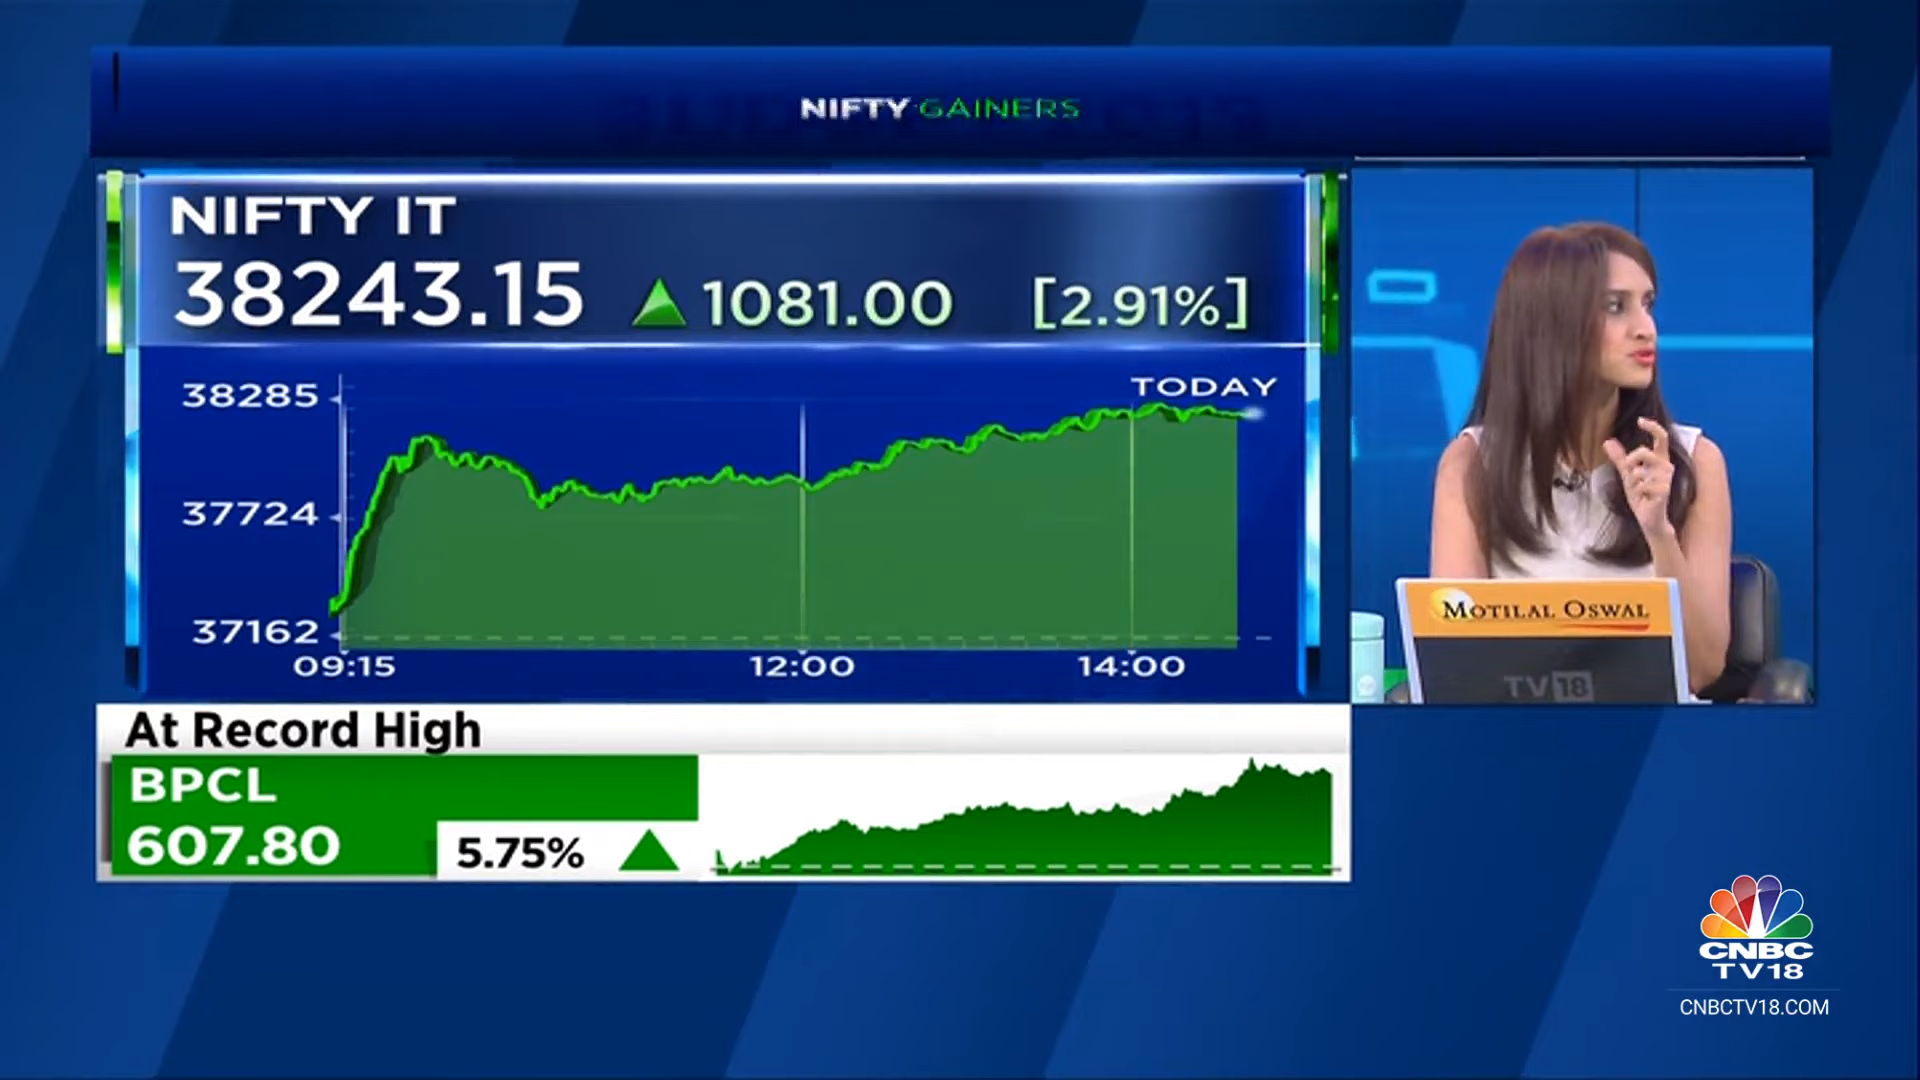 NIFTY GAINERS
NIFTY IT
38243.15 ▲ 1081.00 [2.91%]
TODAY
38285
37724
37162
09:15 12:00 14:00
At Record High
BPCL
607.80 5.75% ▲
MOTILAL OSWAL
TV18
CNBC
TV18
CNBCTV18.COM